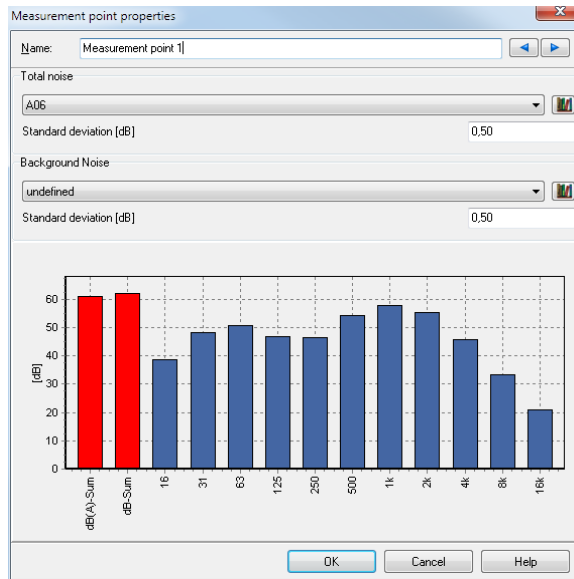 Measurement point properties
Name: Measurement point 1
Total noise
A06
Standard deviation [dB] 0,50
Background Noise
undefined
Standard deviation [dB] 0,50
60
50
40
30
20
10
0
[dB]
dB(A)-Sum dB-Sum 16 31 63 125 250 500 1k 2k 4k 8k 16k
OK Cancel Help